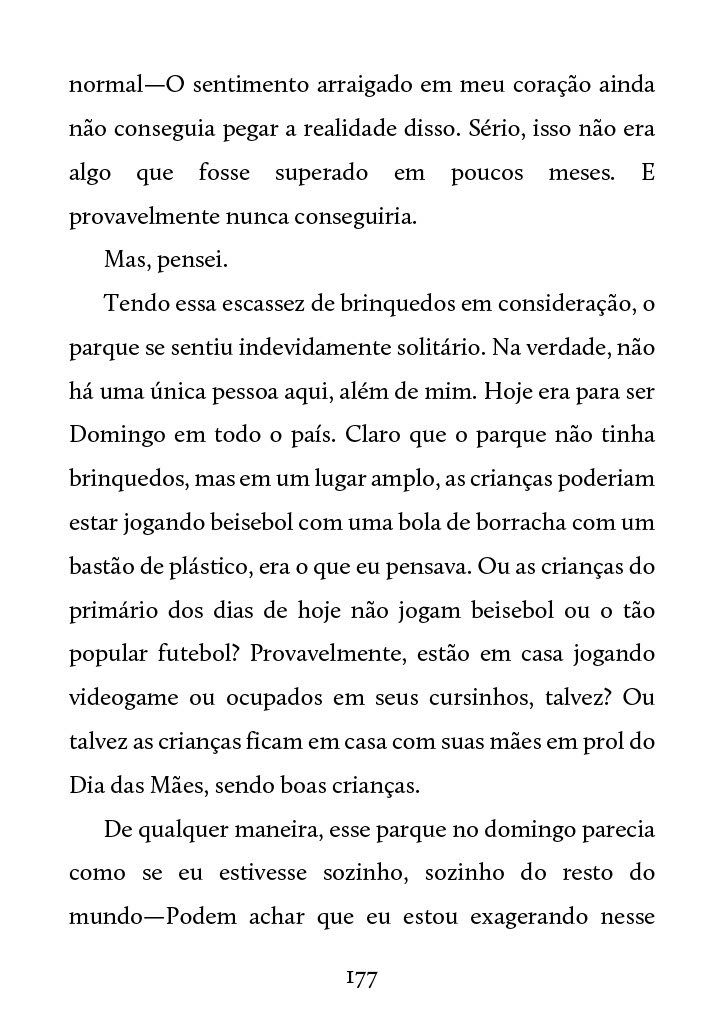 normal—O sentimento arraigado em meu coração ainda
não conseguia pegar a realidade disso. Sério, isso não era
algo que fosse superado em poucos meses. E
provavelmente nunca conseguiria.
Mas, pensei.
Tendo essa escassez de brinquedos em consideração, o
parque se sentiu indevidamente solitário. Na verdade, não
há uma única pessoa aqui, além de mim. Hoje era para ser
Domingo em todo o país. Claro que o parque não tinha
brinquedos, mas em um lugar amplo, as crianças poderiam
estar jogando beisebol com uma bola de borracha com um
bastão de plástico, era o que eu pensava. Ou as crianças do
primário dos dias de hoje não jogam beisebol ou o tão
popular futebol? Provavelmente, estão em casa jogando
videogame ou ocupados em seus cursinhos, talvez? Ou
talvez as crianças ficam em casa com suas mães em prol do
Dia das Mães, sendo boas crianças.
De qualquer maneira, esse parque no domingo parecia
como se eu estivesse sozinho, sozinho do resto do
mundo—Podem achar que eu estou exagerando nesse
177